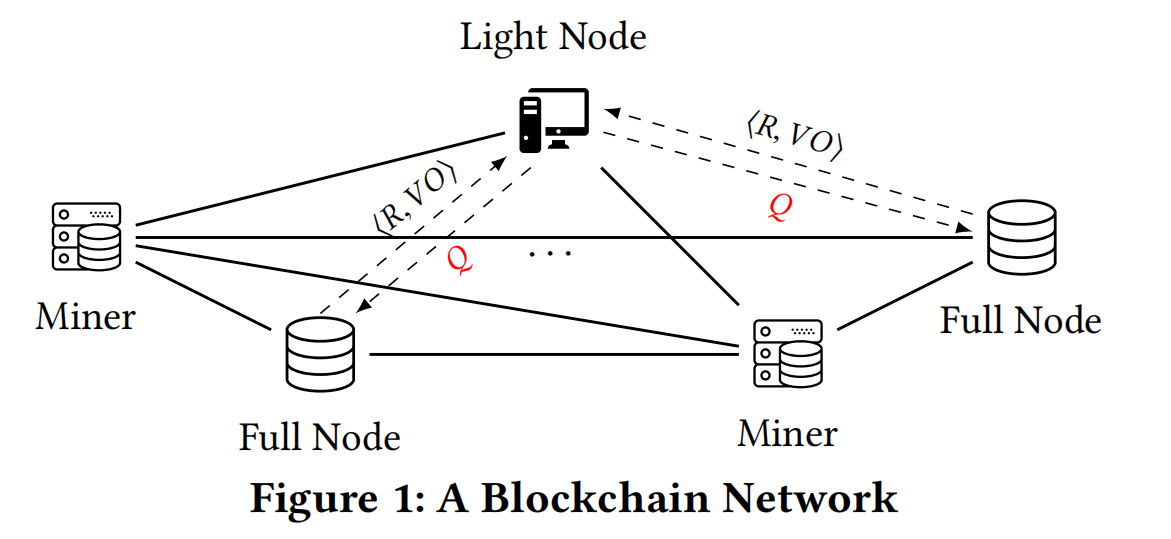 Light Node
⟨R, VO⟩
⟨R, VO⟩
Q
Q
. . .
Miner
Full Node
Full Node
Miner
Figure 1: A Blockchain Network